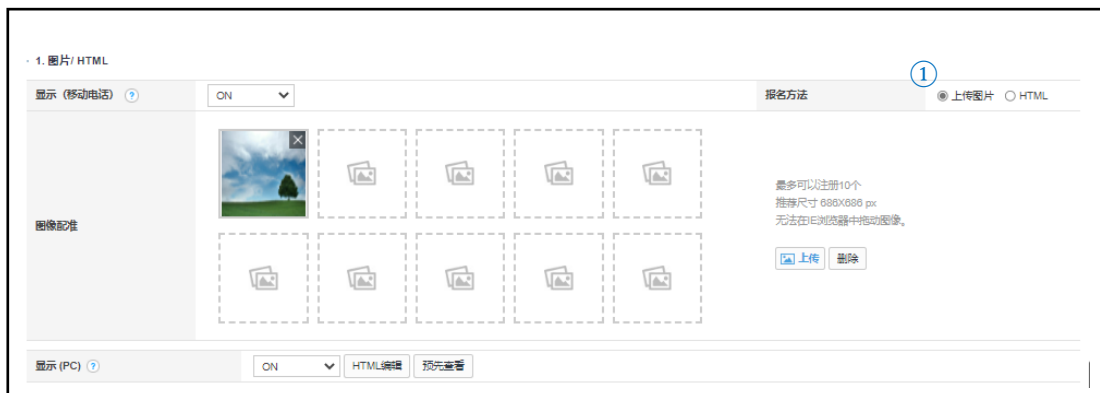 · 1. 图片/ HTML
①
显示（移动电话） ? ON 报名方法 上传图片 HTML
图像配准
最多可以注册10个
推荐尺寸 686X686 px
无法在IE浏览器中拖动图像。
上传 删除
显示 (PC) ? ON HTML编辑 预先查看